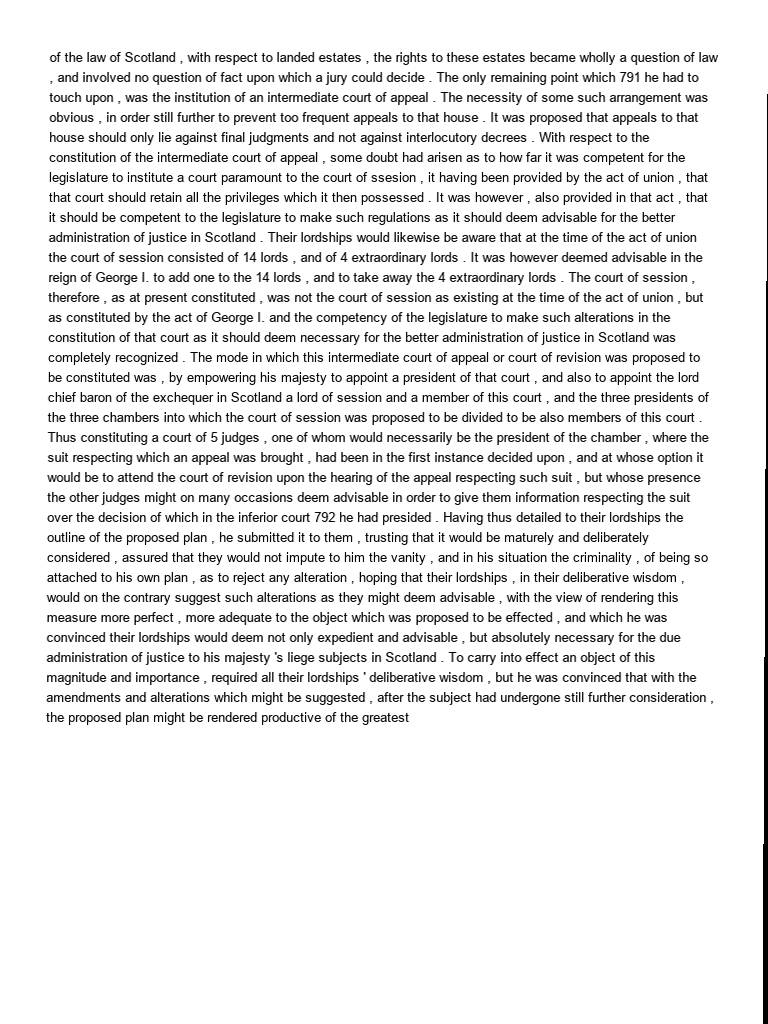 of the law of Scotland , with respect to landed estates , the rights to these estates became wholly a question of law
, and involved no question of fact upon which a jury could decide . The only remaining point which 791 he had to
touch upon , was the institution of an intermediate court of appeal . The necessity of some such arrangement was
obvious , in order still further to prevent too frequent appeals to that house . It was proposed that appeals to that
house should only lie against final judgments and not against interlocutory decrees . With respect to the
constitution of the intermediate court of appeal , some doubt had arisen as to how far it was competent for the
legislature to institute a court paramount to the court of ssesion , it having been provided by the act of union , that
that court should retain all the privileges which it then possessed . It was however , also provided in that act , that
it should be competent to the legislature to make such regulations as it should deem advisable for the better
administration of justice in Scotland . Their lordships would likewise be aware that at the time of the act of union
the court of session consisted of 14 lords , and of 4 extraordinary lords . It was however deemed advisable in the
reign of George I. to add one to the 14 lords , and to take away the 4 extraordinary lords . The court of session ,
therefore , as at present constituted , was not the court of session as existing at the time of the act of union , but
as constituted by the act of George I. and the competency of the legislature to make such alterations in the
constitution of that court as it should deem necessary for the better administration of justice in Scotland was
completely recognized . The mode in which this intermediate court of appeal or court of revision was proposed to
be constituted was , by empowering his majesty to appoint a president of that court , and also to appoint the lord
chief baron of the exchequer in Scotland a lord of session and a member of this court , and the three presidents of
the three chambers into which the court of session was proposed to be divided to be also members of this court .
Thus constituting a court of 5 judges , one of whom would necessarily be the president of the chamber , where the
suit respecting which an appeal was brought , had been in the first instance decided upon , and at whose option it
would be to attend the court of revision upon the hearing of the appeal respecting such suit , but whose presence
the other judges might on many occasions deem advisable in order to give them information respecting the suit
over the decision of which in the inferior court 792 he had presided . Having thus detailed to their lordships the
outline of the proposed plan , he submitted it to them , trusting that it would be maturely and deliberately
considered , assured that they would not impute to him the vanity , and in his situation the criminality , of being so
attached to his own plan , as to reject any alteration , hoping that their lordships , in their deliberative wisdom ,
would on the contrary suggest such alterations as they might deem advisable , with the view of rendering this
measure more perfect , more adequate to the object which was proposed to be effected , and which he was
convinced their lordships would deem not only expedient and advisable , but absolutely necessary for the due
administration of justice to his majesty 's liege subjects in Scotland . To carry into effect an object of this
magnitude and importance , required all their lordships ' deliberative wisdom , but he was convinced that with the
amendments and alterations which might be suggested , after the subject had undergone still further consideration ,
the proposed plan might be rendered productive of the greatest